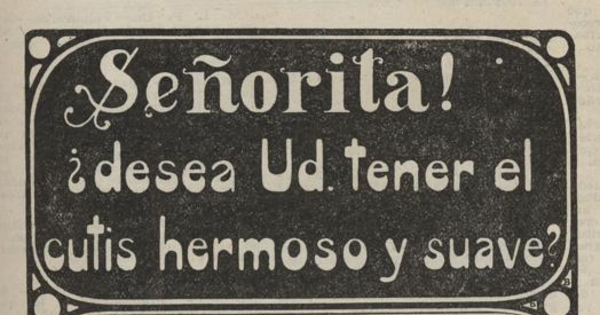 Señorita!
¿desea Ud. tener el
cutis hermoso y suave?